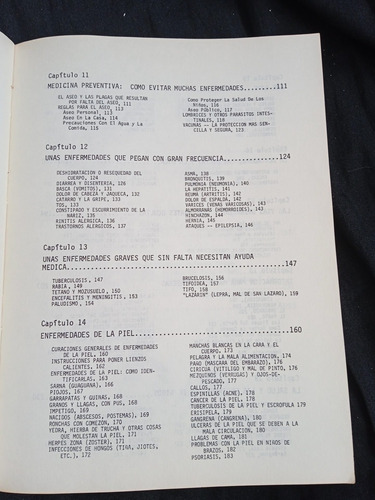 Capítulo 11
MEDICINA PREVENTIVA: COMO EVITAR MUCHAS ENFERMEDADES..........111
EL ASEO Y LAS PLAGAS QUE RESULTAN
POR FALTA DEL ASEO, 111
REGLAS PARA EL ASEO, 113
Aseo Personal, 113
Aseo En La Casa, 114
Precauciones Con El Agua y La
Comida, 115
Como Proteger La Salud De Los
Niños, 116
Aseo Público, 117
LOMBRICES Y OTROS PARASITOS INTES-
TINALES, 118
VACUNAS -- LA PROTECCION MAS SEN-
CILLA Y SEGURA, 123
Capítulo 12
UNAS ENFERMEDADES QUE PEGAN CON GRAN FRECUENCIA...............124
DESHIDRATACION O RESEQUEDAD DEL
CUERPO, 124
DIARREA Y DISENTERIA, 126
BASCA (VOMITOS), 131
DOLOR DE CABEZA Y JAQUECA, 132
CATARRO Y LA GRIPE, 133
TOS, 133
CONSTIPADO Y ESCURRIMIENTO DE LA
NARIZ, 135
RINITIS ALERGICA, 136
TRASTORNOS ALERGICOS, 137
ASMA, 138
BRONQUITIS, 139
PULMONIA (NEUMONIA), 140
LA HEPATITIS, 141
REUMA (ARTRITIS), 142
DOLOR DE ESPALDA, 142
VARICES (VENAS VARICOSAS), 143
ALMORRANAS (HEMORROIDES), 143
HINCHAZON, 144
HERNIA, 145
ATAQUES -- EPILEPSIA, 146
Capítulo 13
UNAS ENFERMEDADES GRAVES QUE SIN FALTA NECESITAN AYUDA
MEDICA..........147
TUBERCULOSIS, 147
RABIA, 149
TETANO Y MOZUSUELO, 150
ENCEFALITIS Y MENINGITIS, 153
PALUDISMO, 154
BRUCELOSIS, 156
TIFOIDEA, 157
TIFO, 158
"LAZARIN" (LEPRA, MAL DE SAN LAZARO), 159
Capítulo 14
ENFERMEDADES DE LA PIEL..........160
CURACIONES GENERALES DE ENFERMEDADES
DE LA PIEL, 160
INSTRUCCIONES PARA PONER LIENZOS
CALIENTES, 162
ENFERMEDADES DE LA PIEL: COMO IDEN-
TIFICARLAS, 163
SARNA (GUAGUANA), 166
PIOJOS, 167
GARRAPATAS Y GUINAS, 168
GRANOS Y LLAGAS, CON PUS, 168
IMPETIGO, 169
NACIDOS (ABSCESOS, POSTEMAS), 169
RONCHAS CON COMEZON, 170
YEDRA, HIERBA DE TRUCHA Y OTRAS COSAS
QUE MOLESTAN LA PIEL, 171
HERPES ZONA (ZOSTER), 171
INFECCIONES DE HONGOS (TIÑA, JIOTES,
ETC.), 172
MANCHAS BLANCAS EN LA CARA Y EL
CUERPO, 173
PELAGRA Y LA MALA ALIMENTACION, 174
PAÑO (MASCARA DEL EMBARAZO), 176
CIRICUA (VITILIGO Y MAL DE PINTO, 176
MEZQUINOS (VERRUGAS) Y OJOS-DE-
PESCADO, 177
CALLOS, 177
ESPINILLAS (ACNE), 178
CANCER DE LA PIEL, 178
TUBERCULOSIS DE LA PIEL Y ESCROFULA 179
ERISIPELA, 179
GANGRENA (CANGRENA), 180
ULCERAS DE PIEL QUE SE DEBEN A LA
MALA CIRCULACION, 180
LLAGAS DE CAMA, 181
PROBLEMAS CON LA PIEL EN NIÑOS DE
BRAZOS, 182
PSORIASIS, 183